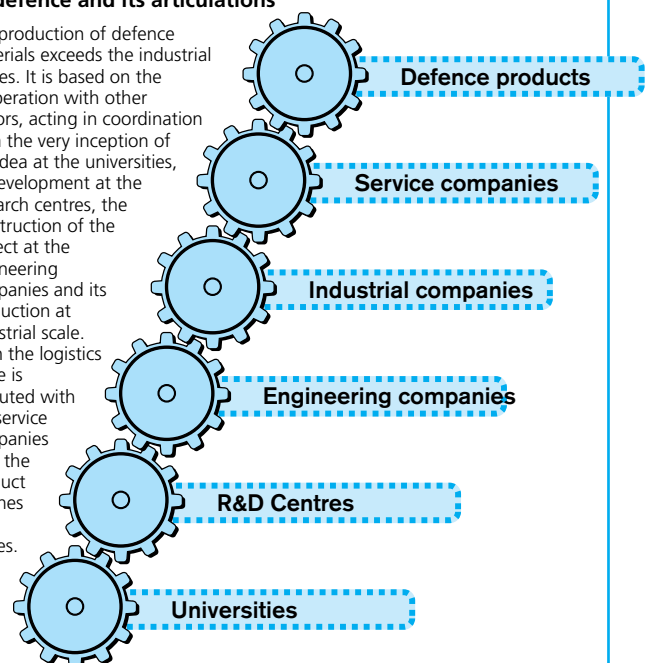 defence and its articulations
production of defence
erials exceeds the industrial
es. It is based on the
peration with other
ors, acting in coordination
the very inception of
dea at the universities,
evelopment at the
arch centres, the
struction of the
ect at the
neering
panies and its
uction at
strial scale.
n the logistics
e is
uted with
service
panies
the
uct
nes
es.
Defence products
Service companies
Industrial companies
Engineering companies
R&D Centres
Universities